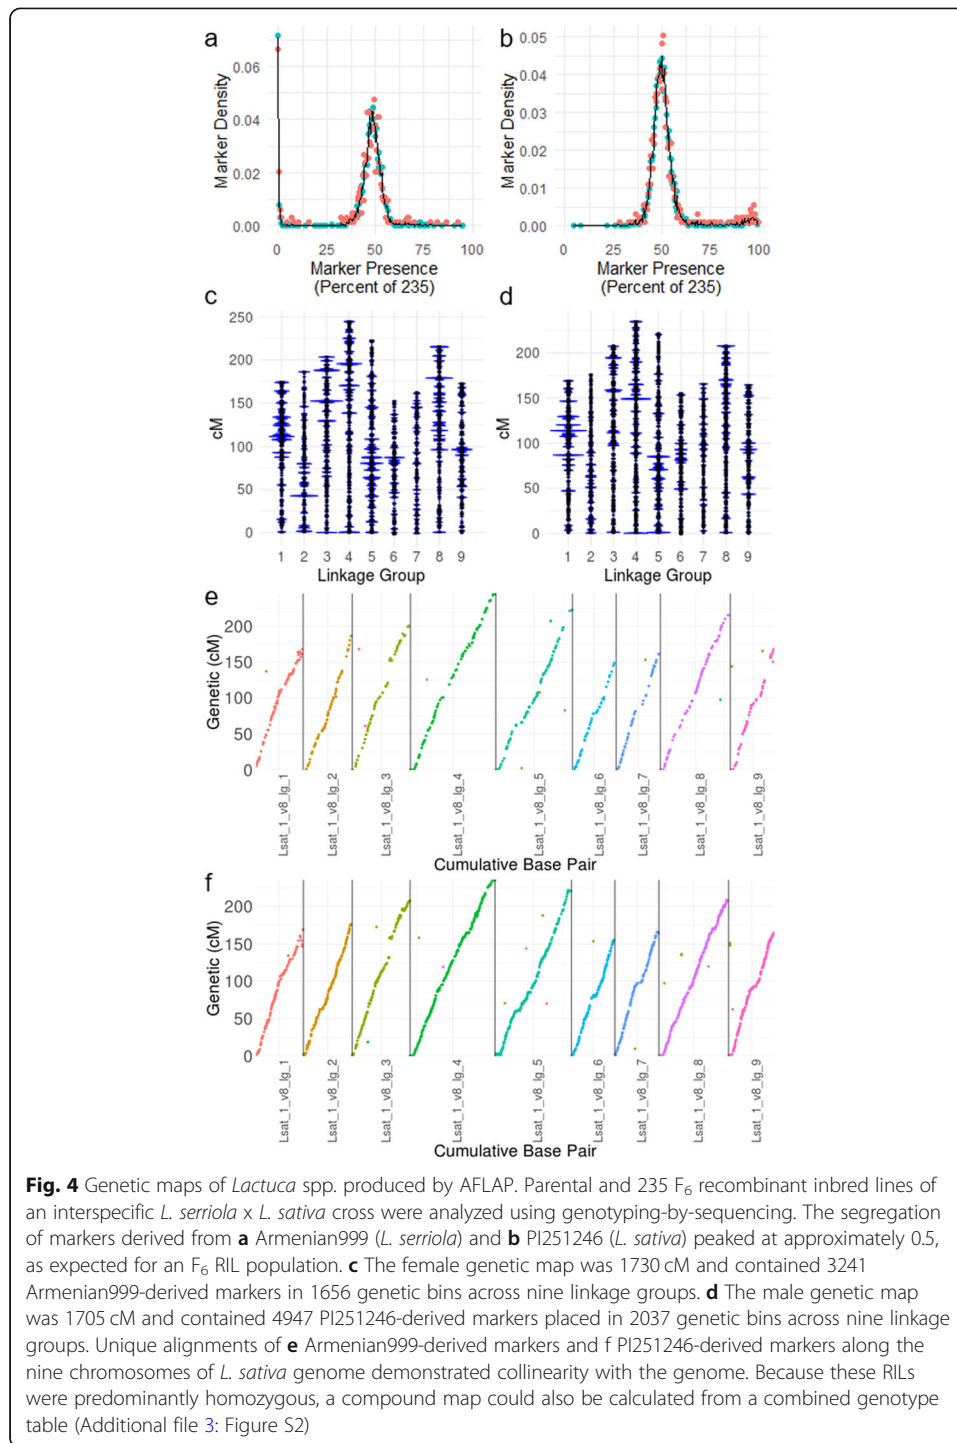 a
b
0.06
0.04
0.02
0.00
Marker Density
0 25 50 75 100
Marker Presence
(Percent of 235)
0.05
0.04
0.03
0.02
0.01
0.00
Marker Density
0 25 50 75 100
Marker Presence
(Percent of 235)
c
d
250
200
150
100
50
0
cM
1 2 3 4 5 6 7 8 9
Linkage Group
200
150
100
50
0
cM
1 2 3 4 5 6 7 8 9
Linkage Group
e
200
150
100
50
0
Genetic (cM)
Lsat_1_v8_lg_1
Lsat_1_v8_lg_2
Lsat_1_v8_lg_3
Lsat_1_v8_lg_4
Lsat_1_v8_lg_5
Lsat_1_v8_lg_6
Lsat_1_v8_lg_7
Lsat_1_v8_lg_8
Lsat_1_v8_lg_9
Cumulative Base Pair
f
200
150
100
50
0
Genetic (cM)
Lsat_1_v8_lg_1
Lsat_1_v8_lg_2
Lsat_1_v8_lg_3
Lsat_1_v8_lg_4
Lsat_1_v8_lg_5
Lsat_1_v8_lg_6
Lsat_1_v8_lg_7
Lsat_1_v8_lg_8
Lsat_1_v8_lg_9
Cumulative Base Pair
Fig. 4 Genetic maps of Lactuca spp. produced by AFLAP. Parental and 235 F6 recombinant inbred lines of
an interspecific L. serriola x L. sativa cross were analyzed using genotyping-by-sequencing. The segregation
of markers derived from a Armenian999 (L. serriola) and b PI251246 (L. sativa) peaked at approximately 0.5,
as expected for an F6 RIL population. c The female genetic map was 1730 cM and contained 3241
Armenian999-derived markers in 1656 genetic bins across nine linkage groups. d The male genetic map
was 1705 cM and contained 4947 PI251246-derived markers placed in 2037 genetic bins across nine linkage
groups. Unique alignments of e Armenian999-derived markers and f PI251246-derived markers along the
nine chromosomes of L. sativa genome demonstrated collinearity with the genome. Because these RILs
were predominantly homozygous, a compound map could also be calculated from a combined genotype
table (Additional file 3: Figure S2)